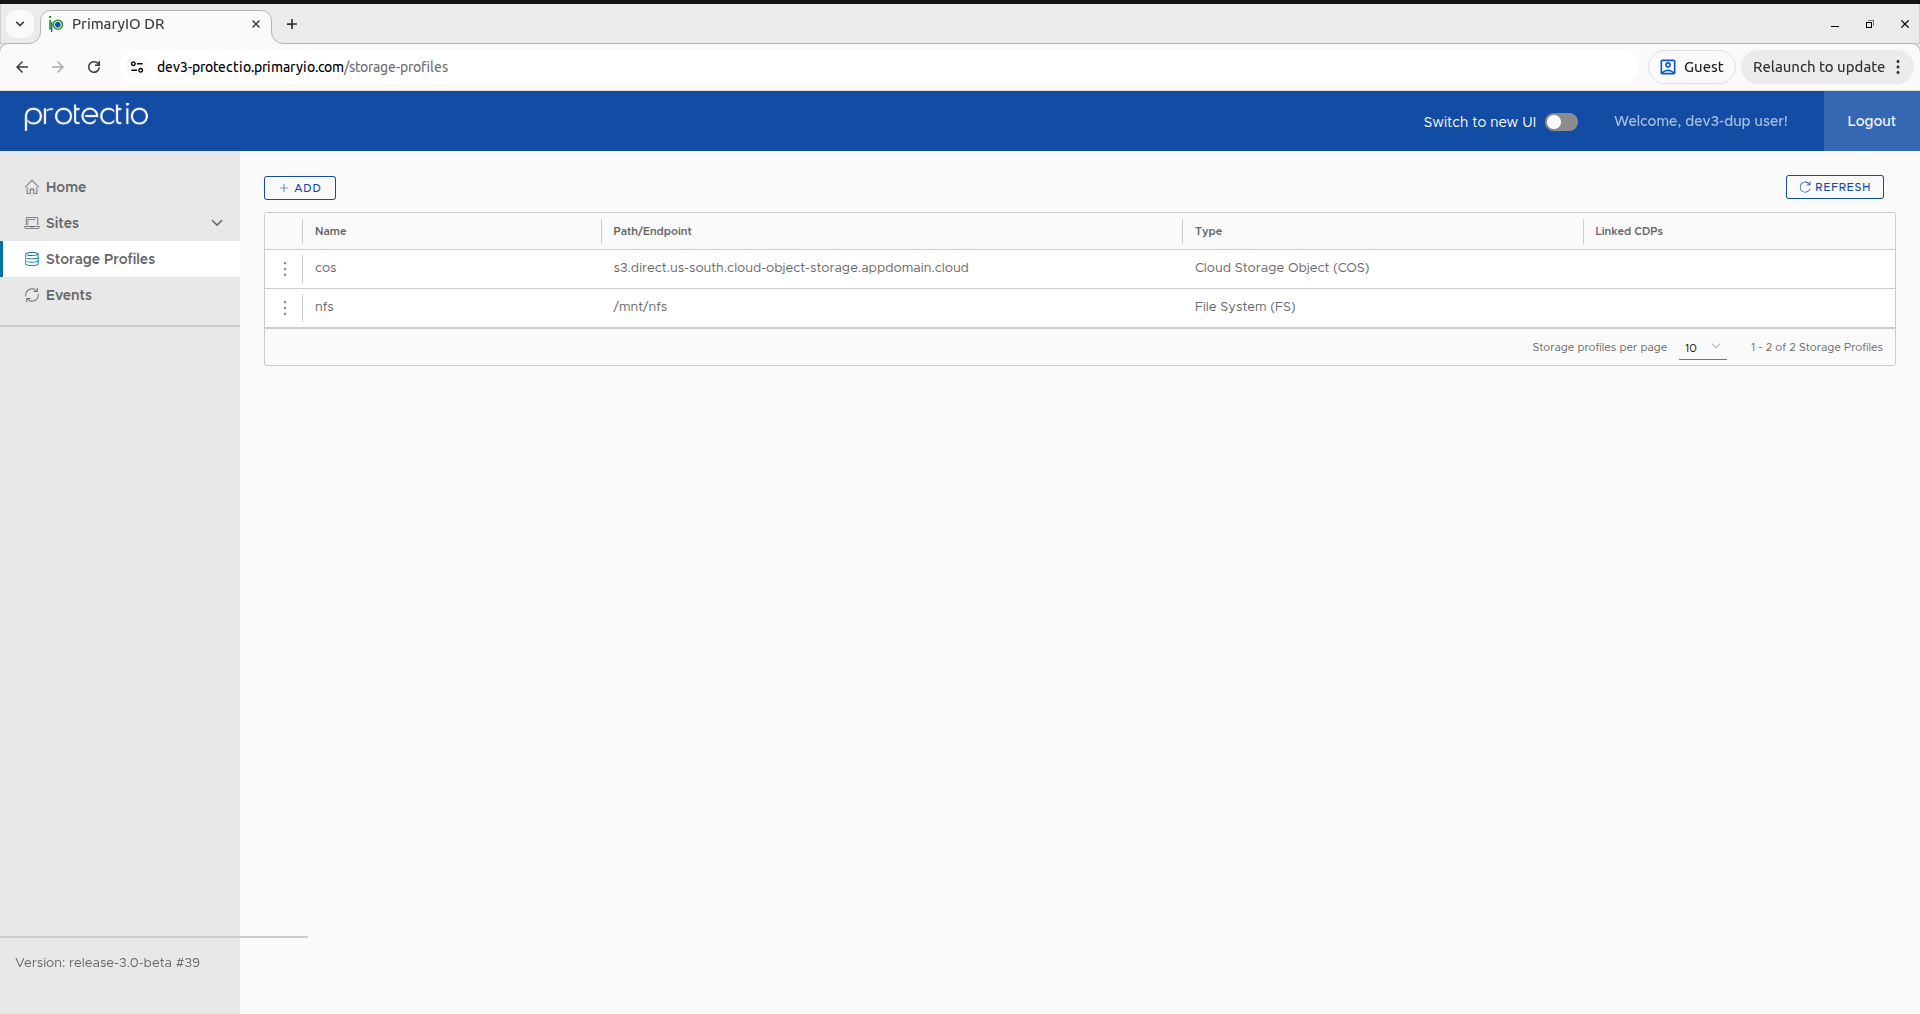 PrimaryIO DR
dev3-protectio.primaryio.com/storage-profiles
Guest
Relaunch to update
protectio
Switch to new UI
Welcome, dev3-dup user!
Logout
Home
Sites
Storage Profiles
Events
+ ADD
REFRESH
Name Path/Endpoint Type Linked CDPs
cos s3.direct.us-south.cloud-object-storage.appdomain.cloud Cloud Storage Object (COS)
nfs /mnt/nfs File System (FS)
Storage profiles per page 10 1 - 2 of 2 Storage Profiles
Version: release-3.0-beta #39